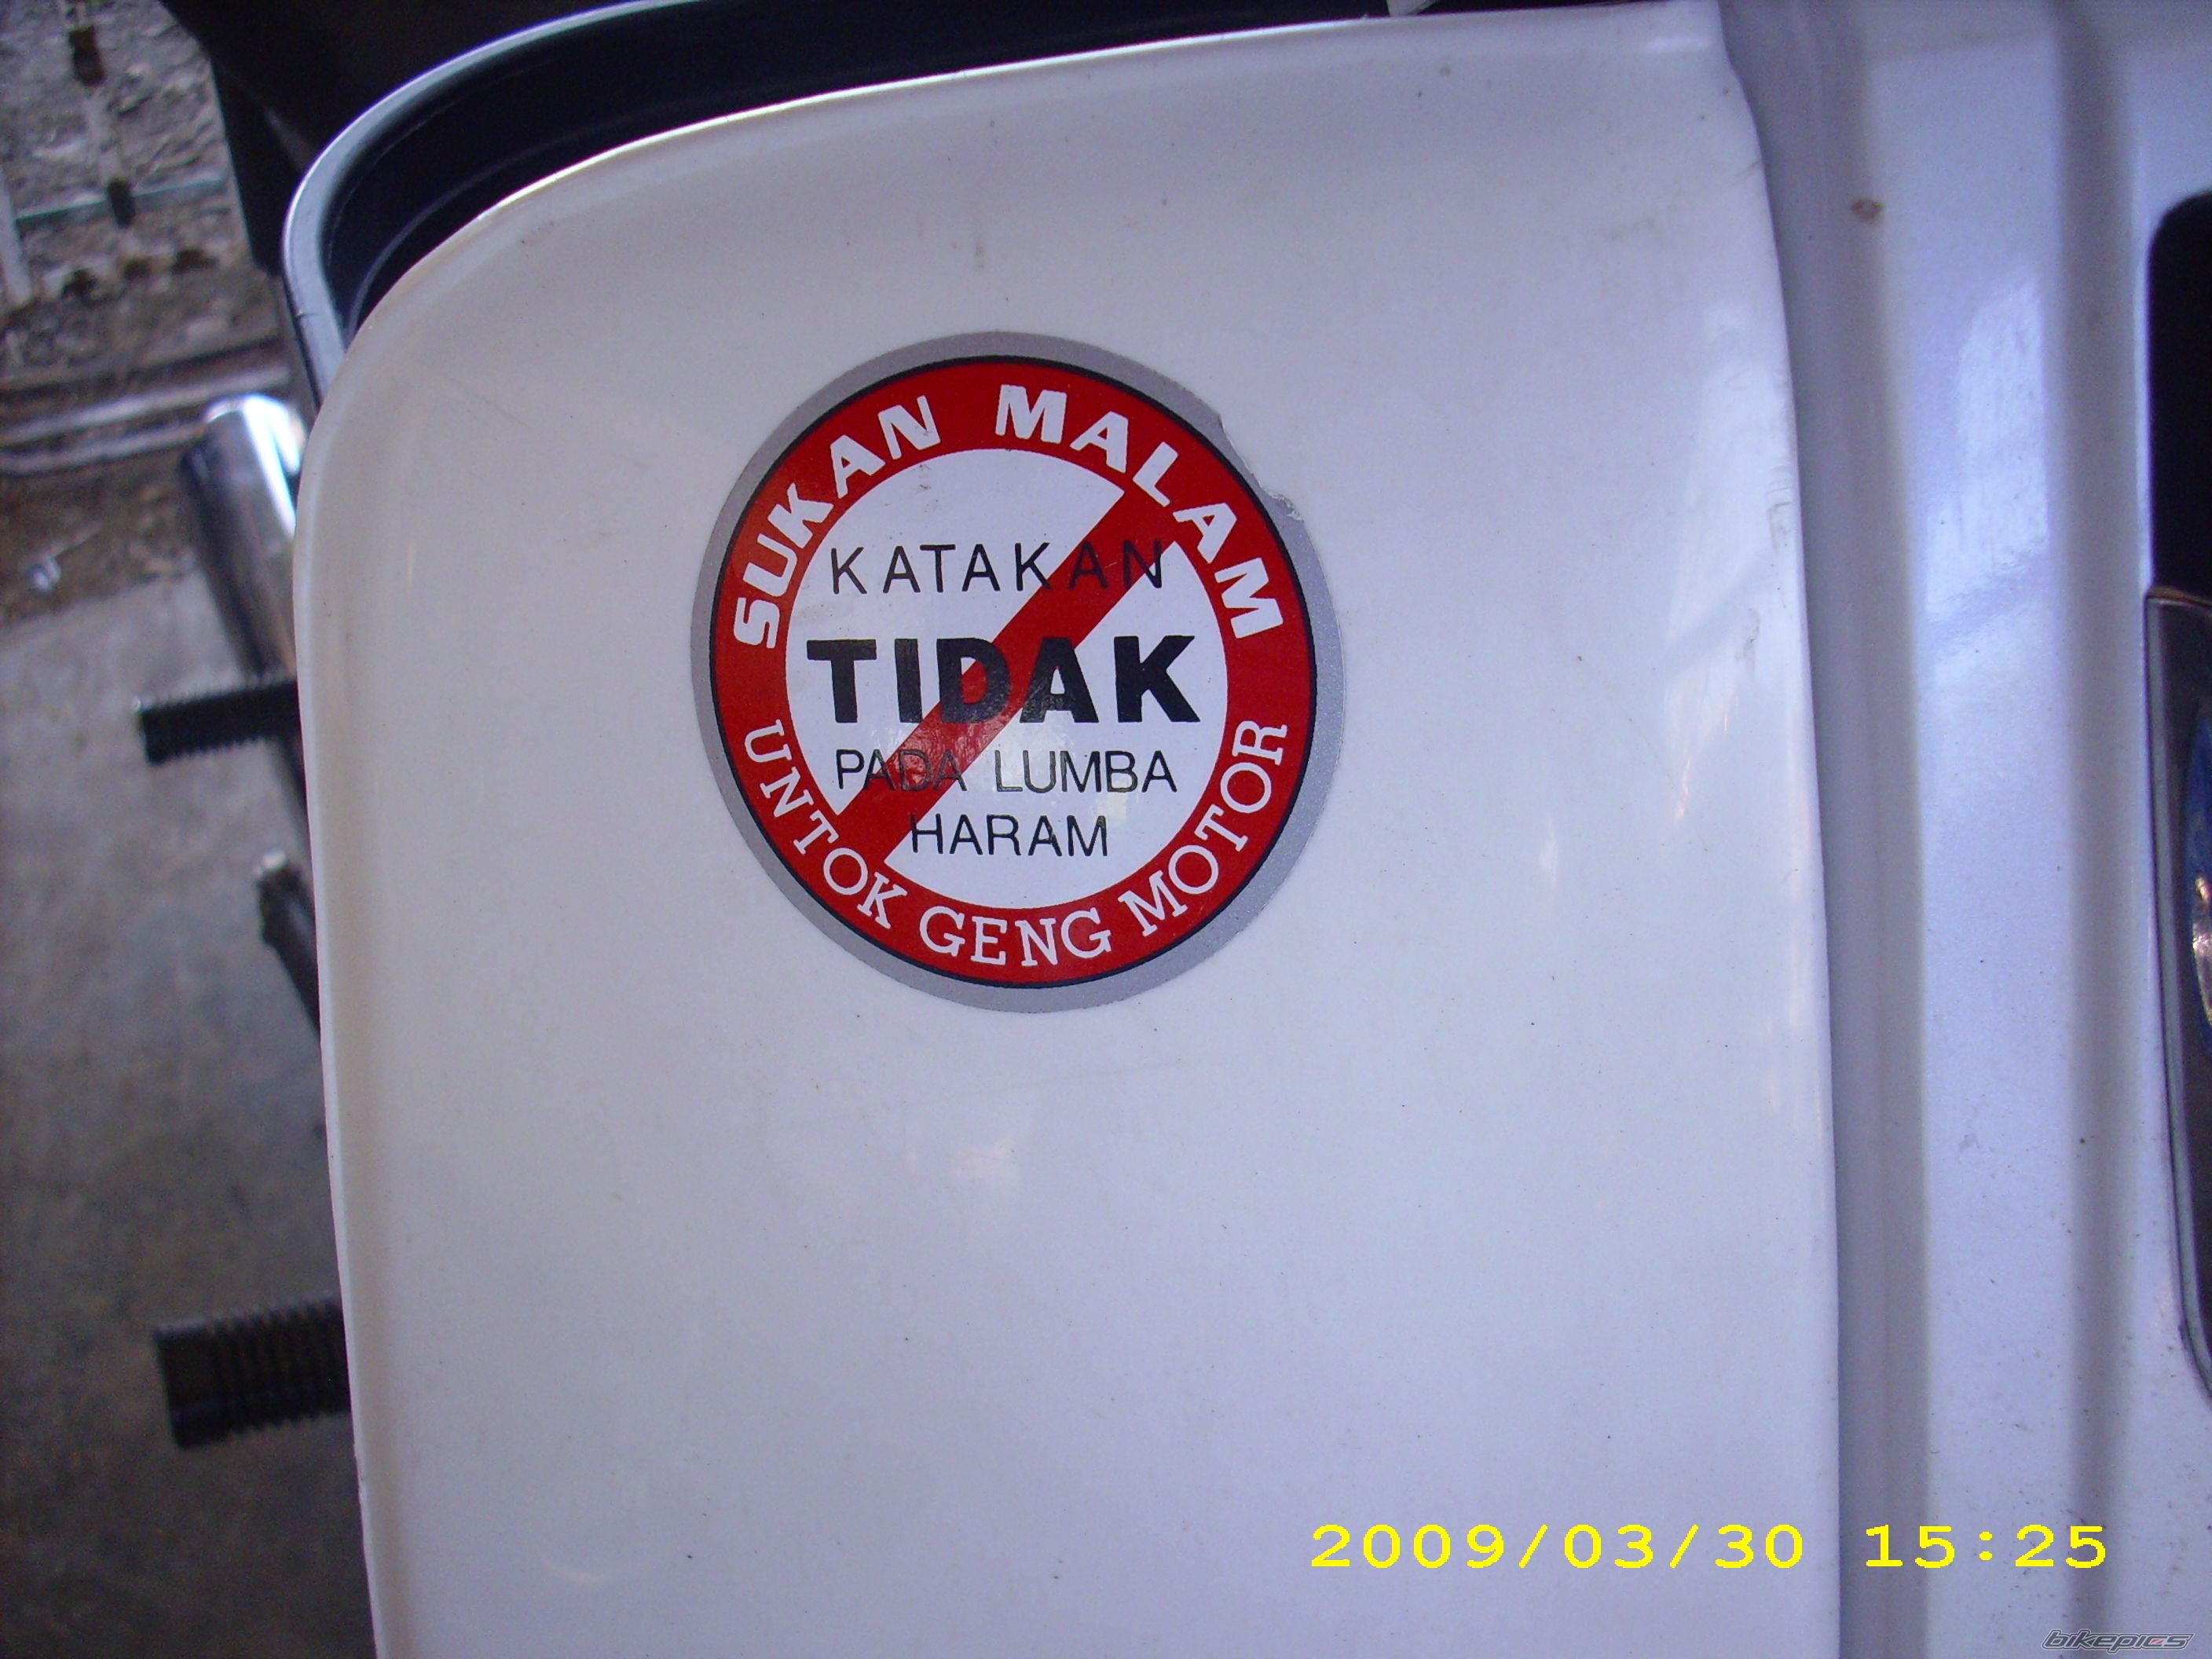 SUKAN MALAM
KATAKAN
TIDAK
PADA LUMBA
HARAM
UNTOK GENG MOTOR
2009/03/30 15:25
bikepics